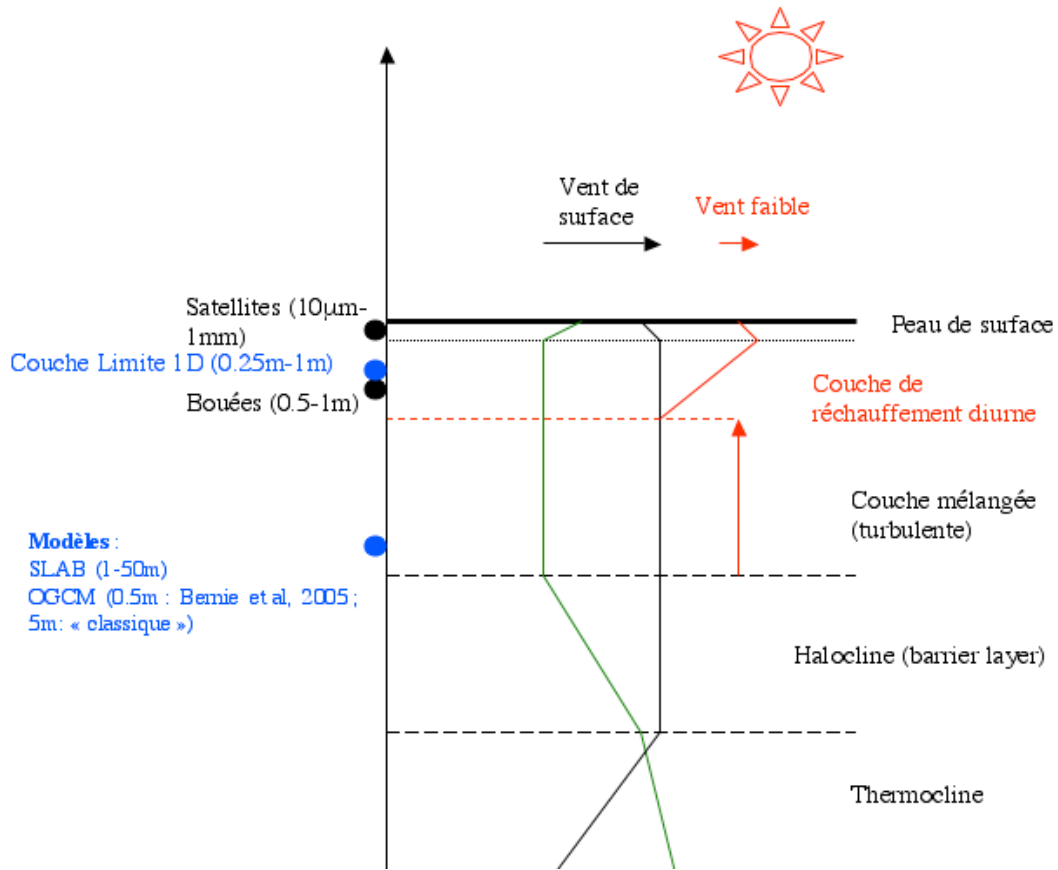 Vent de
surface
Vent faible
Satellites (10µm-
1mm)
Peau de surface
Couche Limite 1D (0.25m-1m)
Bouées (0.5-1m)
Couche de
réchauffement diurne
Couche mélangée
(turbulente)
Modèles :
SLAB (1-50m)
OGCM (0.5m : Bernie et al, 2005 ;
5m: « classique »)
Halocline (barrier layer)
Thermocline